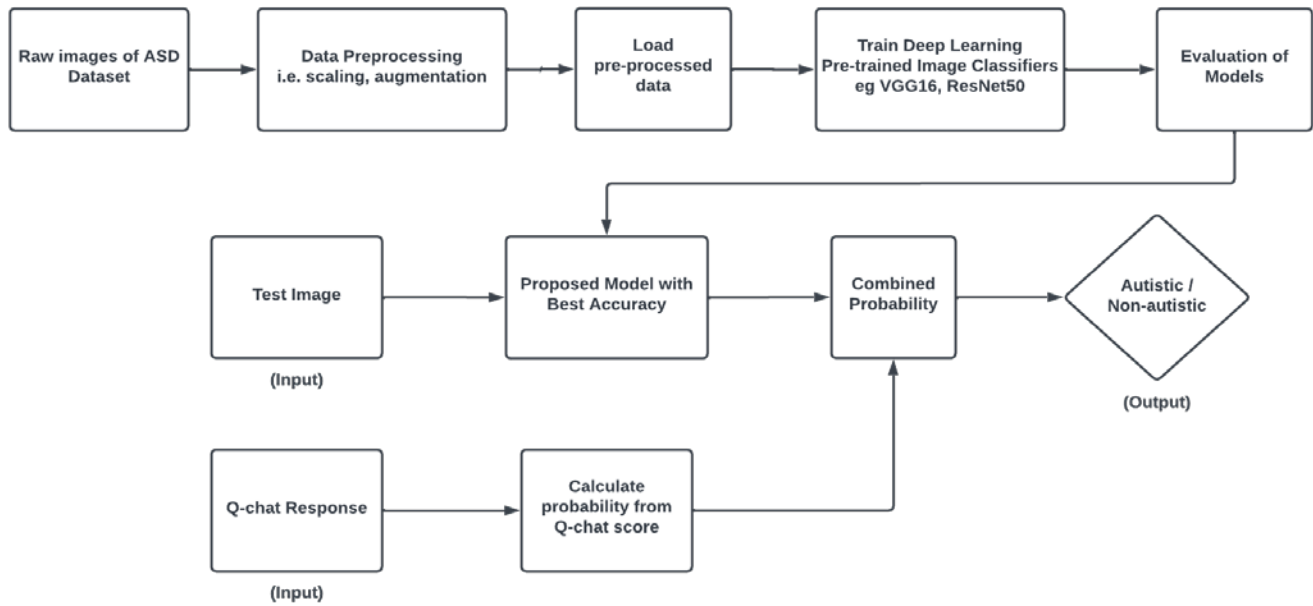 Raw images of ASD
Dataset
Data Preprocessing
i.e. scaling, augmentation
Load
pre-processed
data
Train Deep Learning
Pre-trained Image Classifiers
eg VGG16, ResNet50
Evaluation of
Models
Test Image
(Input)
Proposed Model with
Best Accuracy
Combined
Probability
Autistic /
Non-autistic
(Output)
Q-chat Response
(Input)
Calculate
probability from
Q-chat score